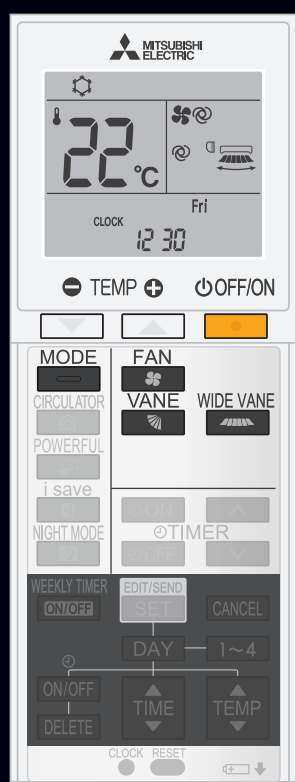 MITSUBISHI
ELECTRIC
22°C
Fri
CLOCK
12 30
TEMP OFF/ON
MODE FAN
CIRCULATOR VANE WIDE VANE
POWERFUL
i save
ON
NIGHT MODE TIMER
OFF
WEEKLY TIMER EDIT/SEND
ON/OFF SET CANCEL
DAY 1~4
ON/OFF TIME TEMP
DELETE
CLOCK RESET